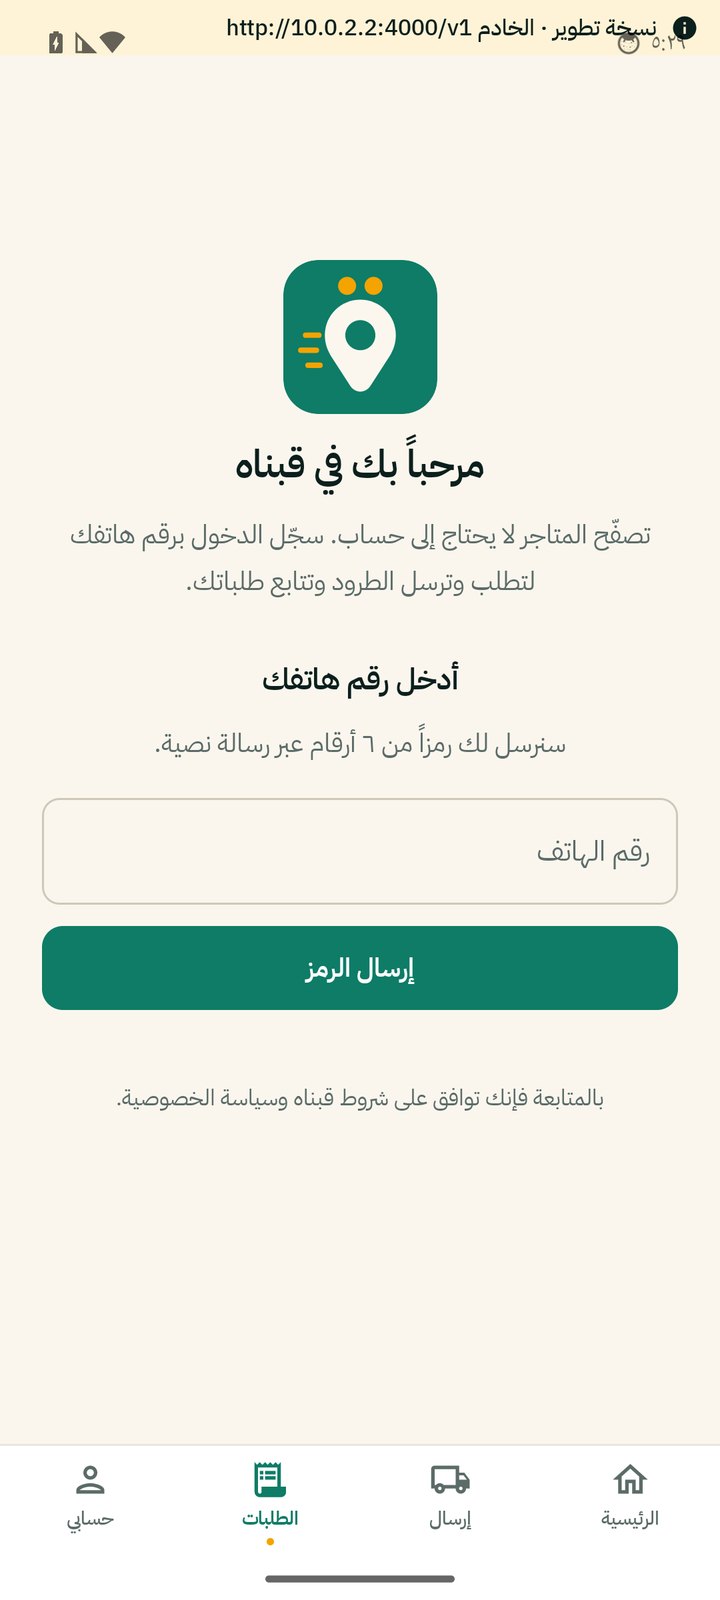 نسخة تطوير · الخادم http://10.0.2.2:4000/v1
٥:٢٩
مرحباً بك في قبناه
تصفّح المتاجر لا يحتاج إلى حساب. سجّل الدخول برقم هاتفك
لتطلب وترسل الطرود وتتابع طلباتك.
أدخل رقم هاتفك
سنرسل لك رمزاً من ٦ أرقام عبر رسالة نصية.
رقم الهاتف
إرسال الرمز
بالمتابعة فإنك توافق على شروط قبناه وسياسة الخصوصية.
الرئيسية
إرسال
الطلبات
حسابي